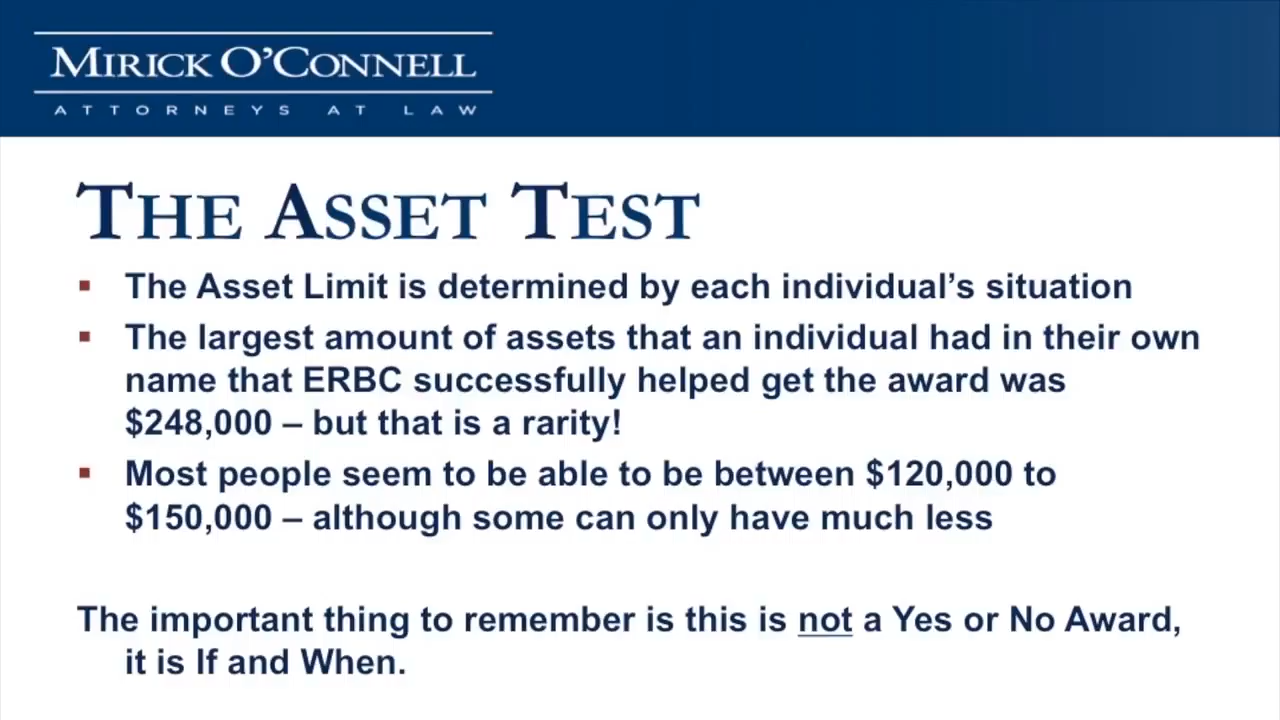 MIRICK O'CONNELL
ATTORNEYS AT LAW
THE ASSET TEST
▪ The Asset Limit is determined by each individual's situation
▪ The largest amount of assets that an individual had in their own
name that ERBC successfully helped get the award was
$248,000 – but that is a rarity!
▪ Most people seem to be able to be between $120,000 to
$150,000 – although some can only have much less
The important thing to remember is this is not a Yes or No Award,
it is If and When.